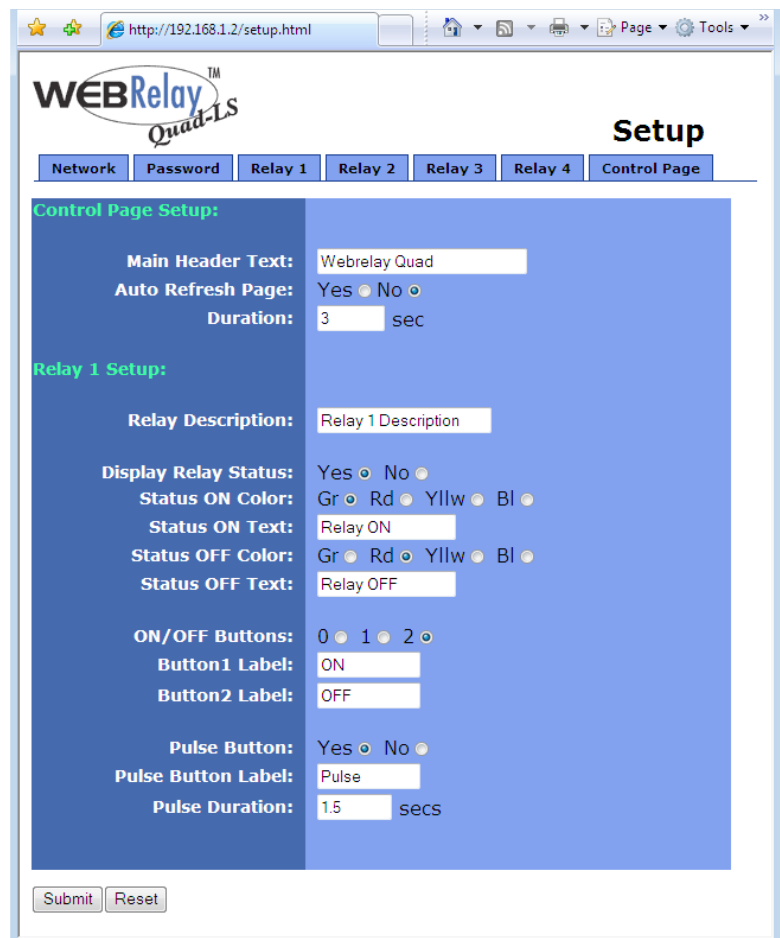 http://192.168.1.2/setup.html Page Tools »
WEBRelay™
Quad-LS
Setup
Network Password Relay 1 Relay 2 Relay 3 Relay 4 Control Page
Control Page Setup:
Main Header Text: Webrelay Quad
Auto Refresh Page: Yes No
Duration: 3 sec
Relay 1 Setup:
Relay Description: Relay 1 Description
Display Relay Status: Yes No
Status ON Color: Gr Rd Yllw Bl
Status ON Text: Relay ON
Status OFF Color: Gr Rd Yllw Bl
Status OFF Text: Relay OFF
ON/OFF Buttons: 0 1 2
Button1 Label: ON
Button2 Label: OFF
Pulse Button: Yes No
Pulse Button Label: Pulse
Pulse Duration: 1.5 secs
Submit Reset